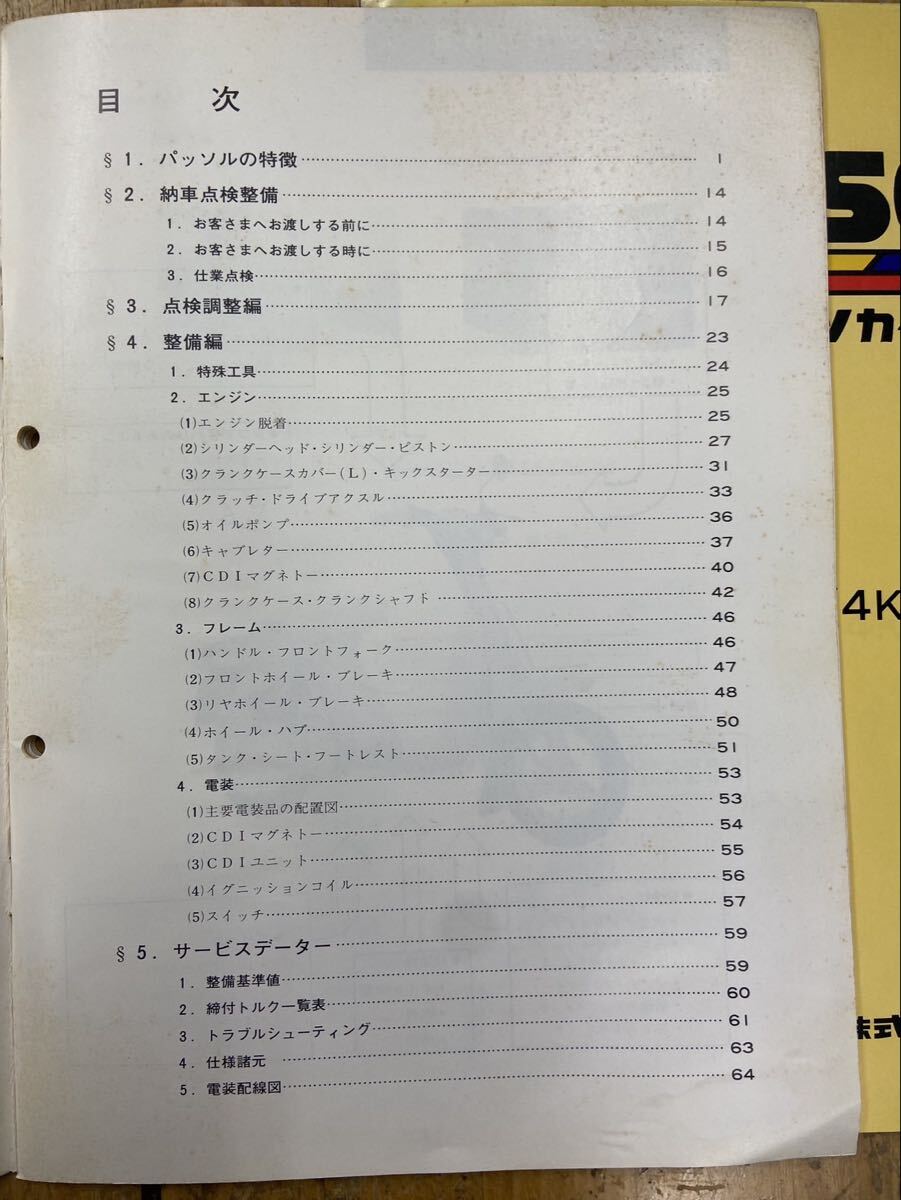 目次
§1. パッソルの特徴……1
§2. 納車点検整備……14
1. お客さまへお渡しする前に……14
2. お客さまへお渡しする時に……15
3. 仕業点検……16
§3. 点検調整編……17
§4. 整備編……23
1. 特殊工具……24
2. エンジン……25
(1)エンジン脱着……25
(2)シリンダーヘッド・シリンダー・ピストン……27
(3)クランクケースカバー(L)・キックスターター……31
(4)クラッチ・ドライブアクスル……33
(5)オイルポンプ……36
(6)キャブレター……37
(7)CDIマグネトー……40
(8)クランクケース・クランクシャフト……42
3. フレーム……46
(1)ハンドル・フロントフォーク……46
(2)フロントホイール・ブレーキ……47
(3)リヤホイール・ブレーキ……48
(4)ホイール・ハブ……50
(5)タンク・シート・フートレスト……51
4. 電装……53
(1)主要電装品の配置図……53
(2)CDIマグネトー……54
(3)CDIユニット……55
(4)イグニッションコイル……56
(5)スイッチ……57
§5. サービスデーター……59
1. 整備基準値……59
2. 締付トルク一覧表……60
3. トラブルシューティング……61
4. 仕様諸元……63
5. 電装配線図……64
5
ソカ
4K
株式